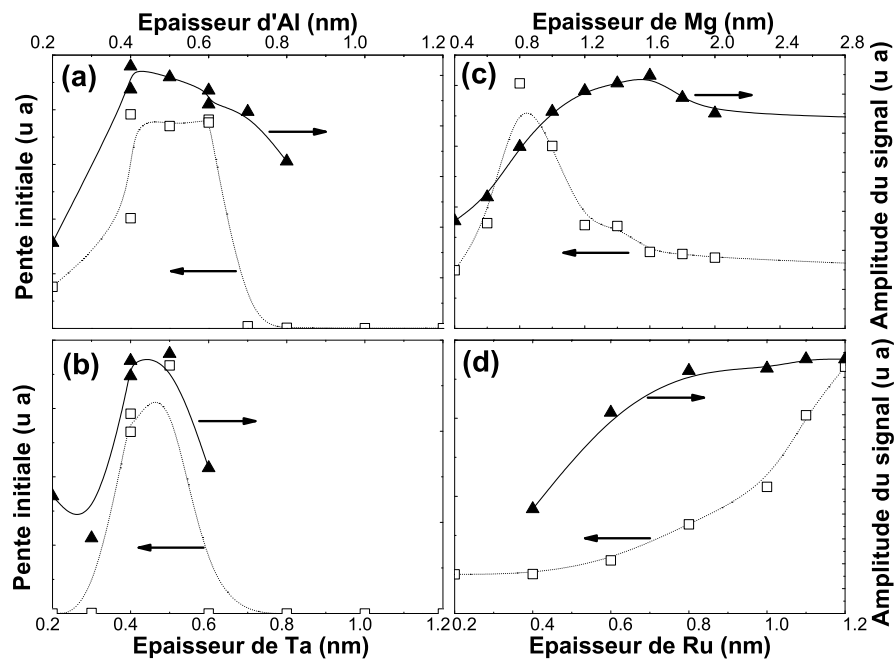 Epaisseur d'Al (nm)
0.2 0.4 0.6 0.8 1.0 1.2
Epaisseur de Mg (nm)
0.4 0.8 1.2 1.6 2.0 2.4 2.8
(a)
(c)
Pente initiale (u a)
Amplitude du signal (u a)
(b)
(d)
Pente initiale (u a)
Amplitude du signal (u a)
0.2 0.4 0.6 0.8 1.0 1.2
Epaisseur de Ta (nm)
0.2 0.4 0.6 0.8 1.0 1.2
Epaisseur de Ru (nm)